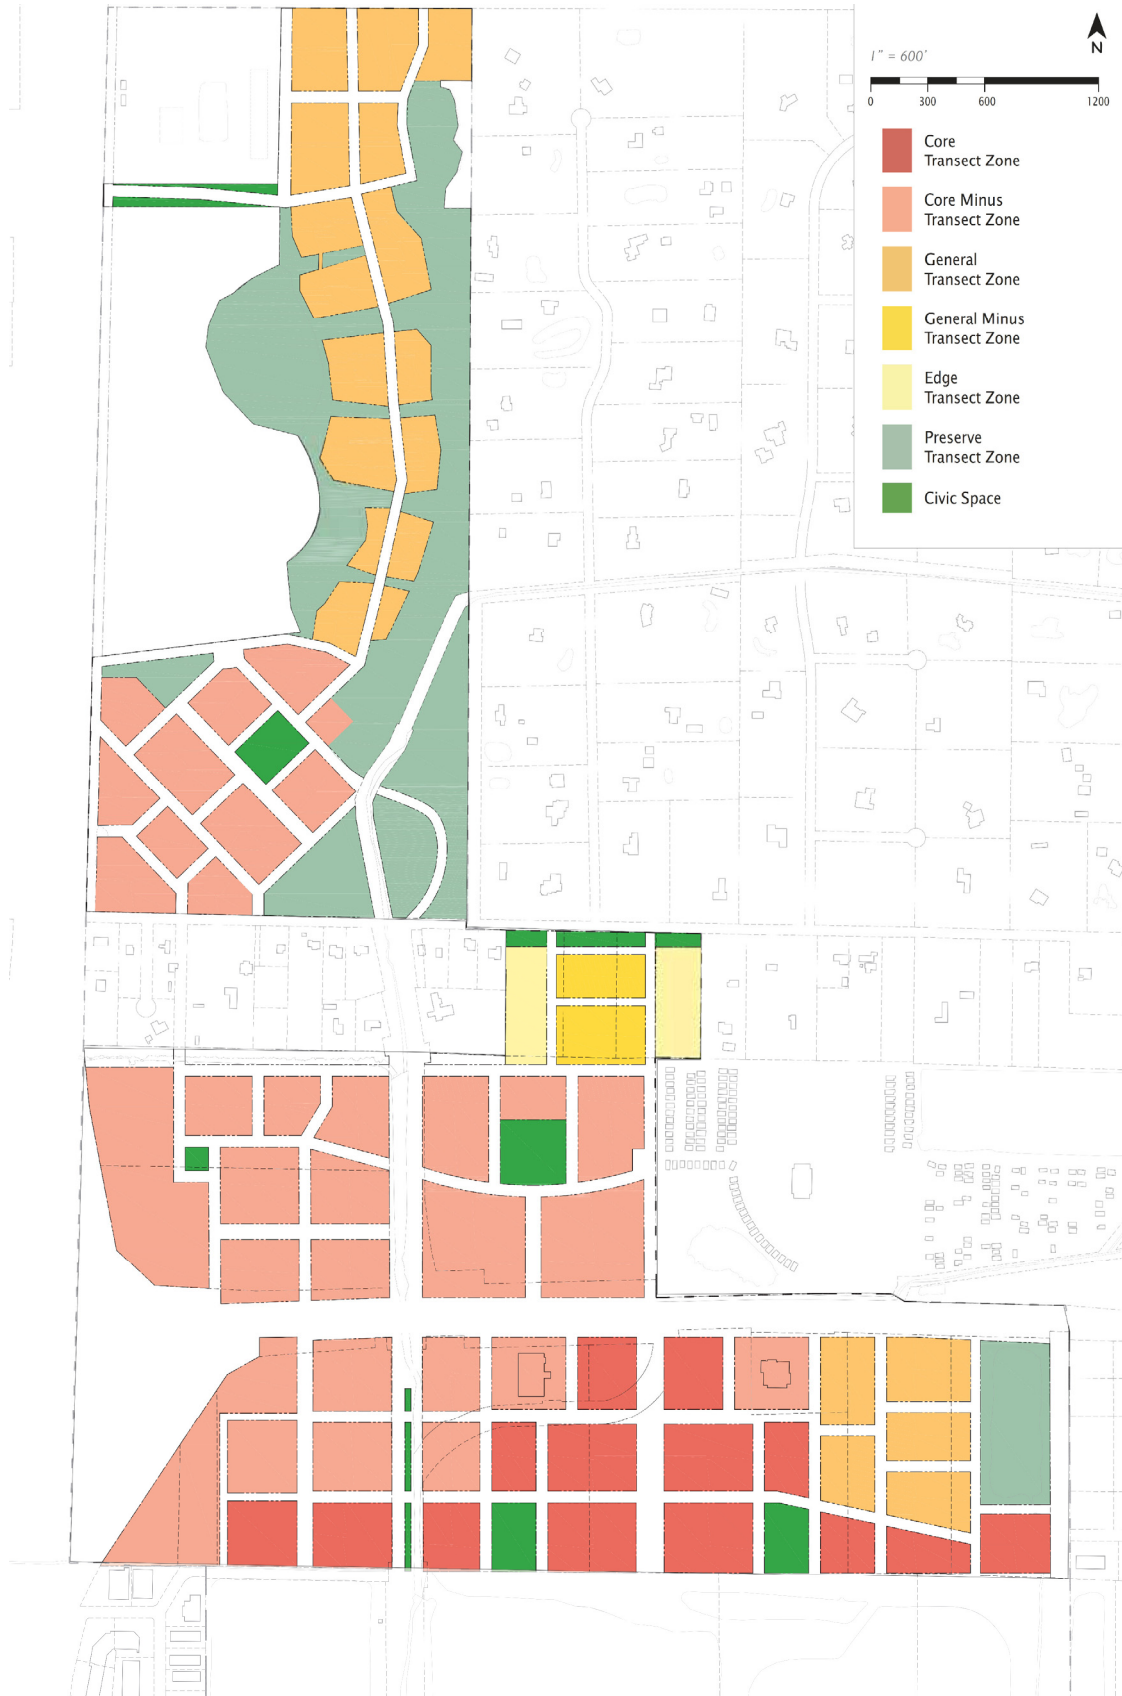 N
1" = 600'
0 300 600 1200
Core
Transect Zone
Core Minus
Transect Zone
General
Transect Zone
General Minus
Transect Zone
Edge
Transect Zone
Preserve
Transect Zone
Civic Space